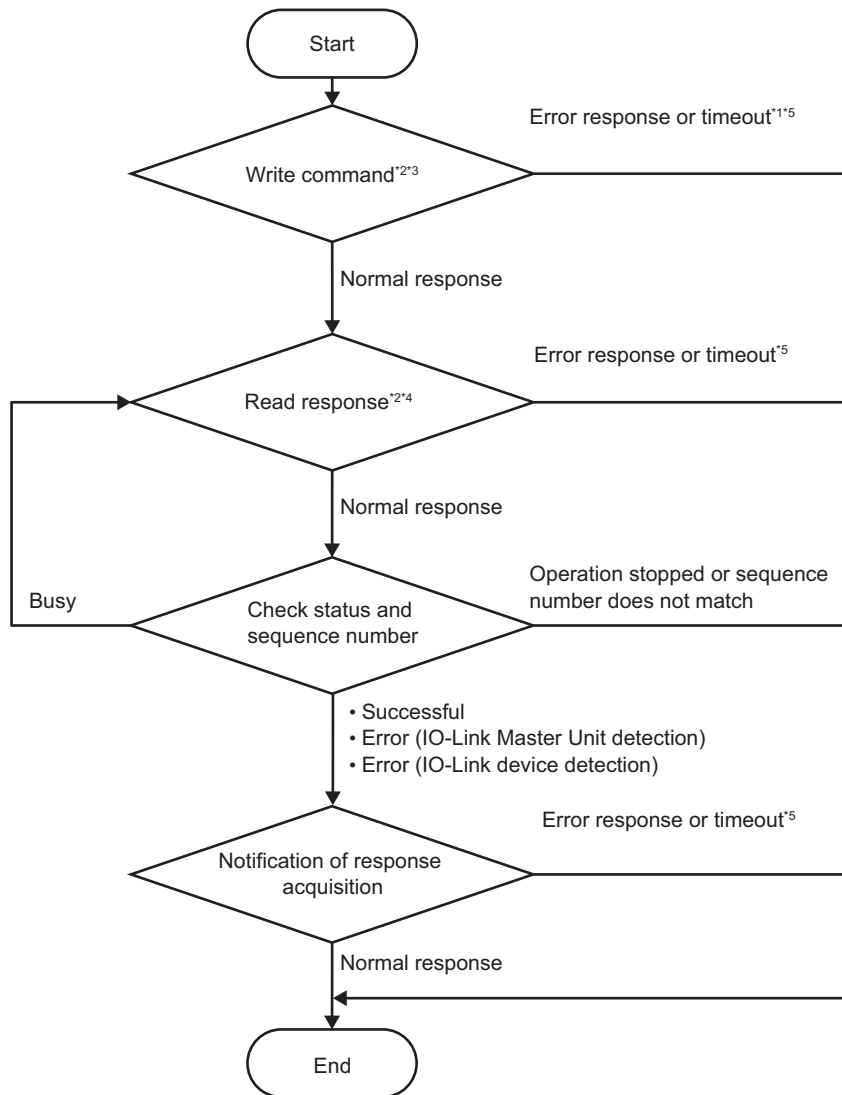 Start
Error response or timeout*1*5
Write command*2*3
Normal response
Error response or timeout*5
Read response*2*4
Normal response
Operation stopped or sequence
number does not match
Busy
Check status and
sequence number
• Successful
• Error (IO-Link Master Unit detection)
• Error (IO-Link device detection)
Error response or timeout*5
Notification of response
acquisition
Normal response
End